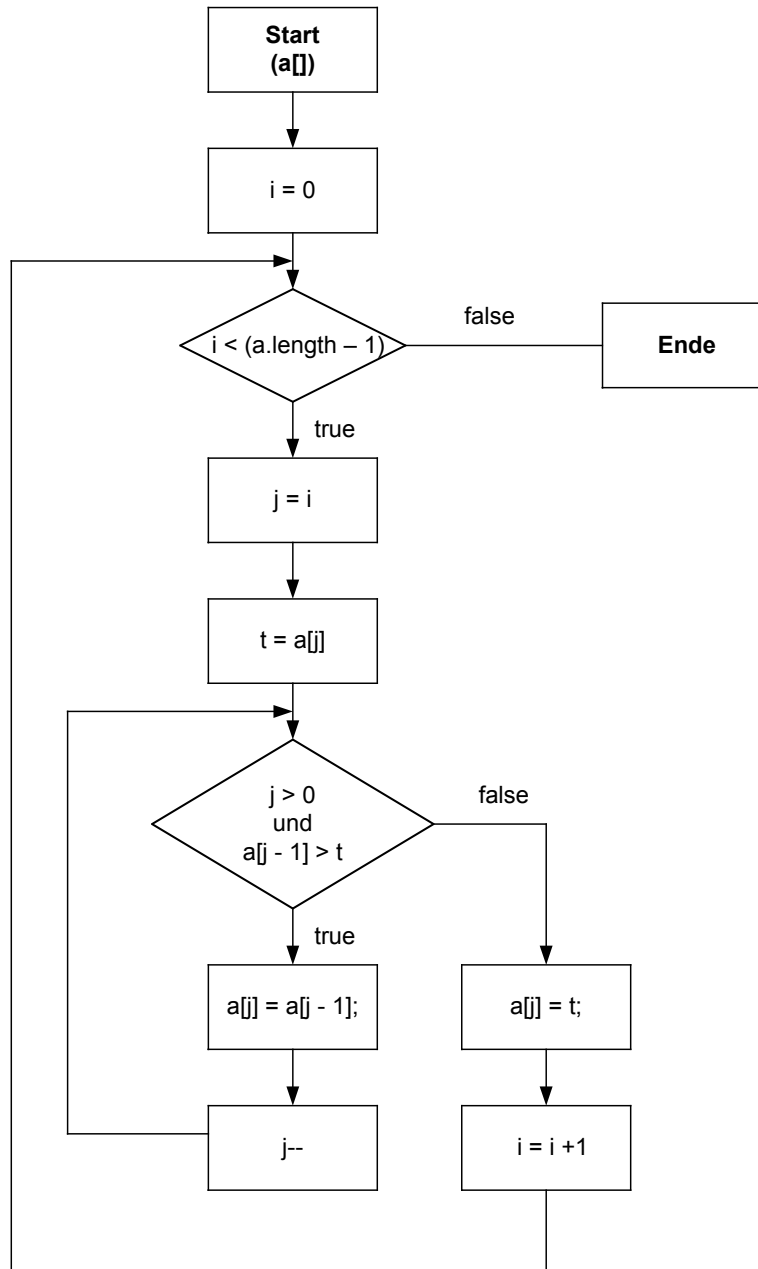 Start
(a[])
i = 0
i < (a.length – 1)
false
Ende
true
j = i
t = a[j]
j > 0
und
a[j - 1] > t
false
true
a[j] = a[j - 1];
a[j] = t;
j--
i = i +1